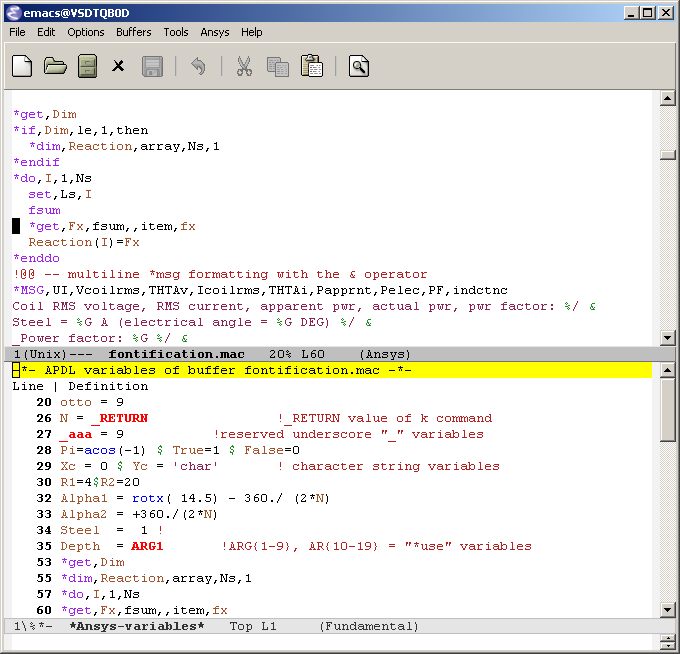 emacs@VSDTQB0D
File Edit Options Buffers Tools Ansys Help
*get,Dim
*if,Dim,le,1,then
  *dim,Reaction,array,Ns,1
*endif
*do,I,1,Ns
  set,Ls,I
  fsum
  *get,Fx,fsum,,item,fx
  Reaction(I)=Fx
*enddo
!@@ -- multiline *msg formatting with the & operator
*MSG,UI,Vcoilrms,THTAv,Icoilrms,THTAi,Papprnt,Pelec,PF,indctnc
Coil RMS voltage, RMS current, apparent pwr, actual pwr, pwr factor: %/ &
Steel = %G A (electrical angle = %G DEG) %/ &
_Power factor: %G %/ &
1(Unix)---  fontification.mac   20% L60    (Ansys)
-*- APDL variables of buffer fontification.mac -*-
Line | Definition
   20 otto = 9
   26 N = _RETURN                !_RETURN value of k command
   27 _aaa = 9           !reserved underscore "_" variables
   28 Pi=acos(-1) $ True=1 $ False=0
   29 Xc = 0 $ Yc = 'char'       ! character string variables
   30 R1=4$R2=20
   32 Alpha1 = rotx( 14.5) - 360./ (2*N)
   33 Alpha2 = +360./(2*N)
   34 Steel  =  1 !
   35 Depth  = ARG1       !ARG{1-9}, AR{10-19} = "*use" variables
   53 *get,Dim
   55 *dim,Reaction,array,Ns,1
   57 *do,I,1,Ns
   60 *get,Fx,fsum,,item,fx
1\%*-  *Ansys-variables*   Top L1     (Fundamental)